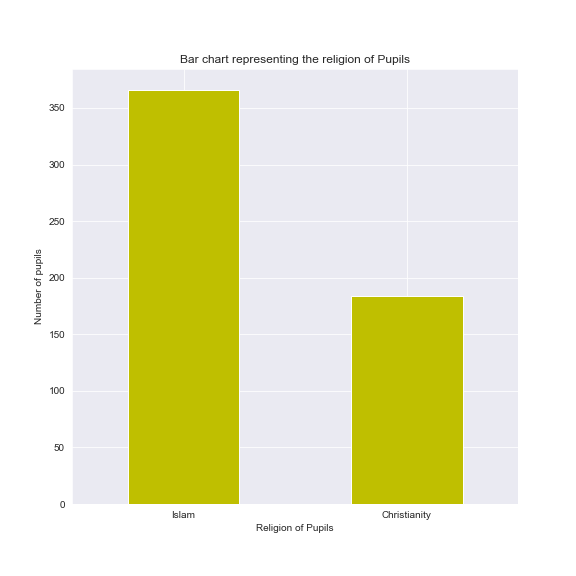 Bar chart representing the religion of Pupils
350
300
250
200
150
100
50
0
Number of pupils
Islam
Christianity
Religion of Pupils